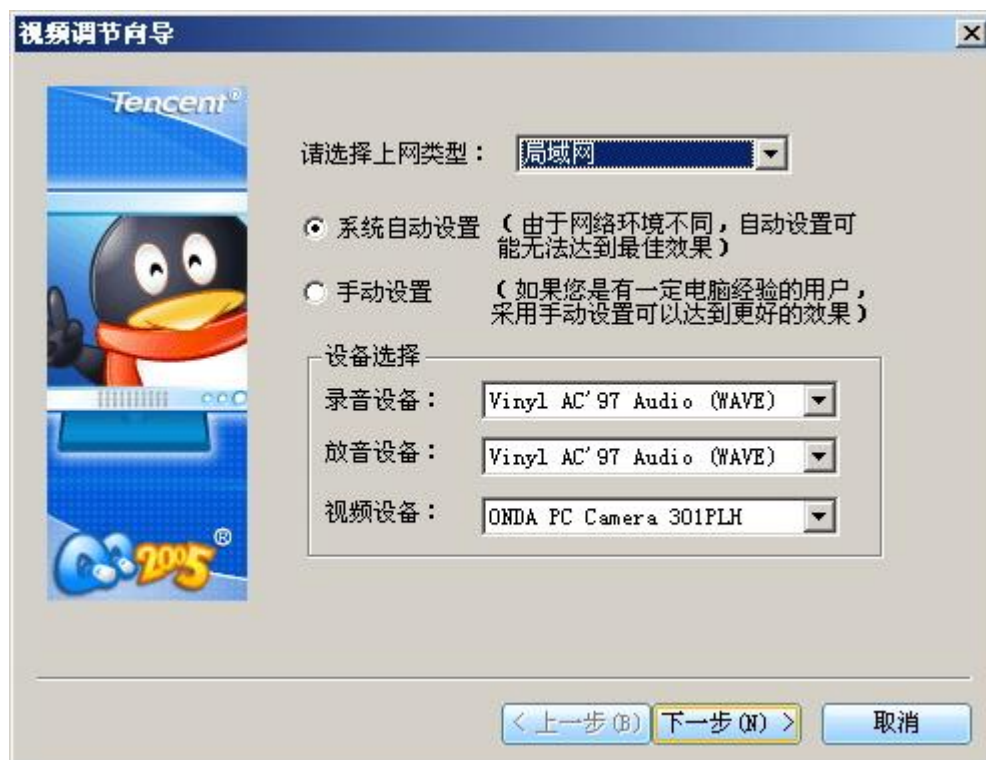 视频调节向导
Tencent®
请选择上网类型：
局域网
系统自动设置
（由于网络环境不同，自动设置可
能无法达到最佳效果）
手动设置
（如果您是有一定电脑经验的用户，
采用手动设置可以达到更好的效果）
设备选择
录音设备：
Vinyl AC'97 Audio (WAVE)
放音设备：
Vinyl AC'97 Audio (WAVE)
视频设备：
ONDA PC Camera 301PLH
QQ2005®
< 上一步(B)
下一步(N) >
取消